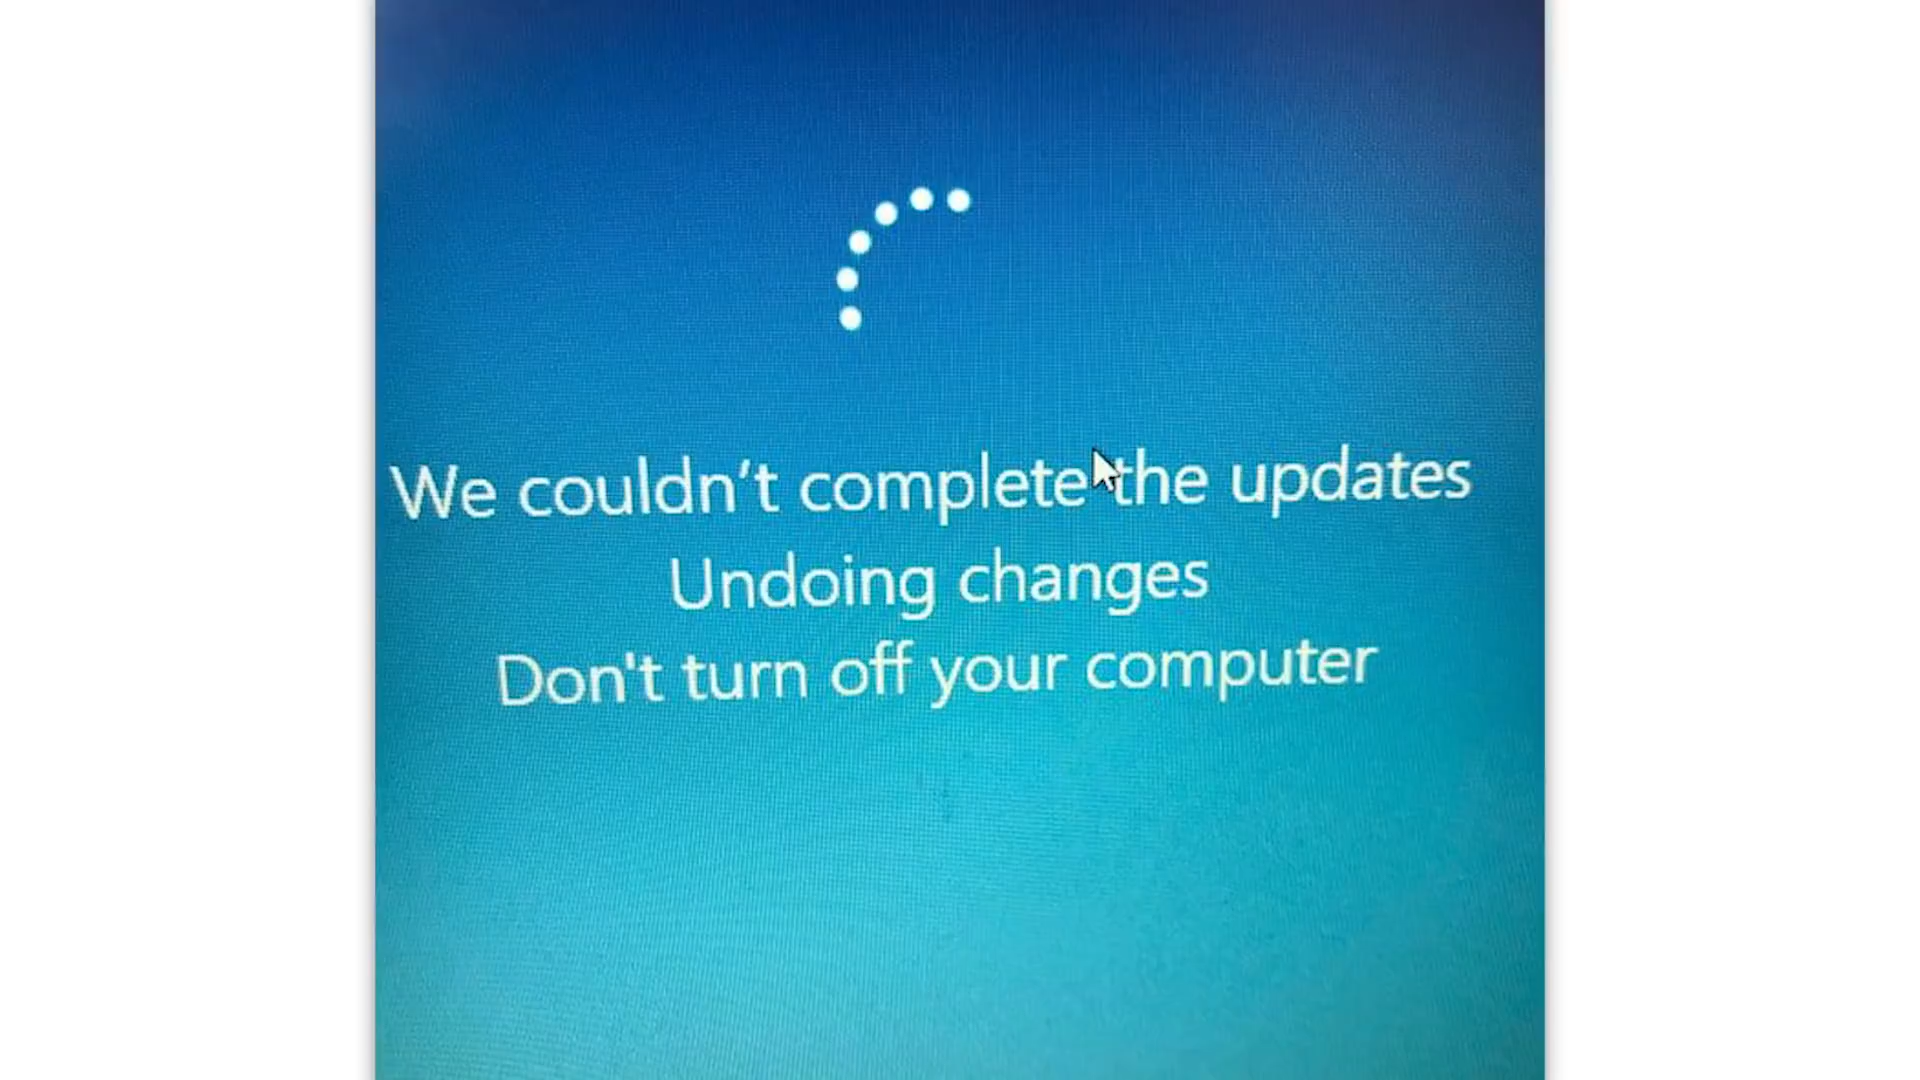 We couldn’t complete the updates
Undoing changes
Don't turn off your computer